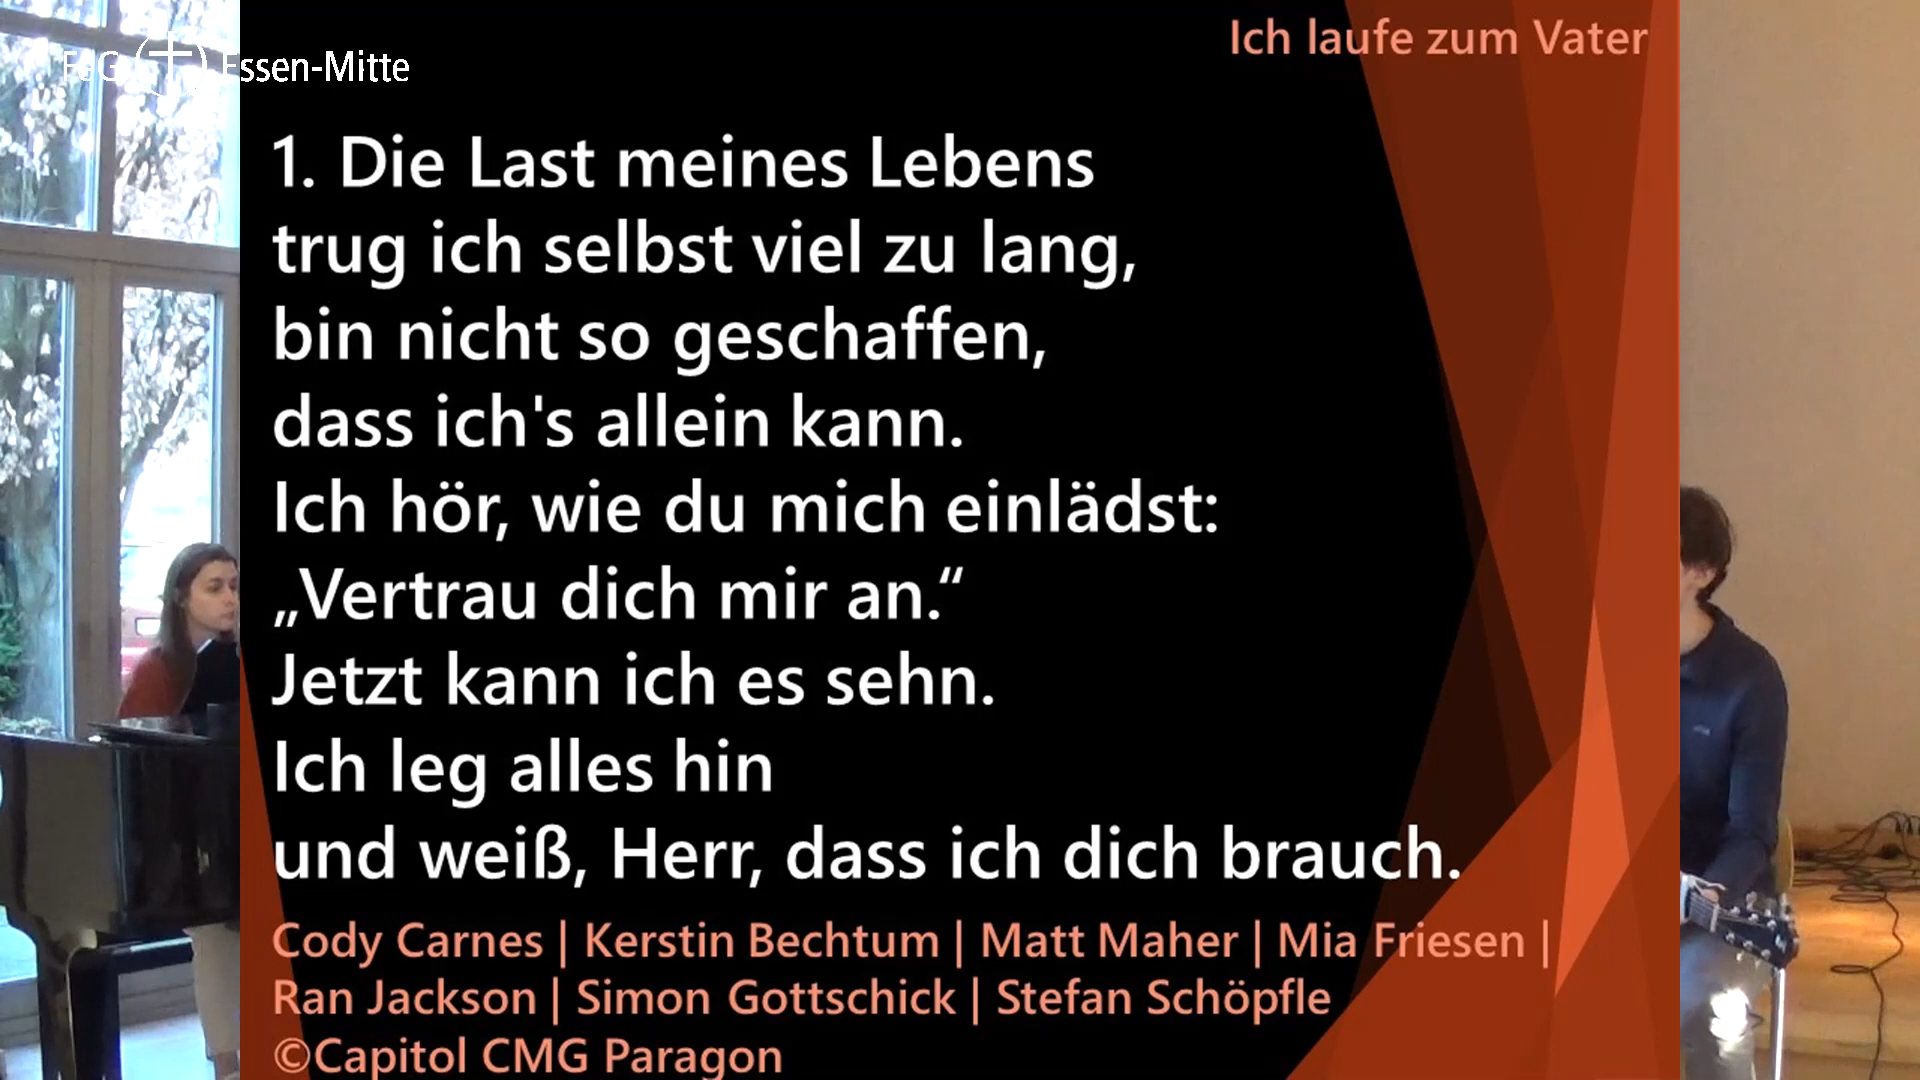 FeG Essen-Mitte
Ich laufe zum Vater
1. Die Last meines Lebens
trug ich selbst viel zu lang,
bin nicht so geschaffen,
dass ich's allein kann.
Ich hör, wie du mich einlädst:
„Vertrau dich mir an.“
Jetzt kann ich es sehn.
Ich leg alles hin
und weiß, Herr, dass ich dich brauch.
Cody Carnes | Kerstin Bechtum | Matt Maher | Mia Friesen |
Ran Jackson | Simon Gottschick | Stefan Schöpfle
©Capitol CMG Paragon